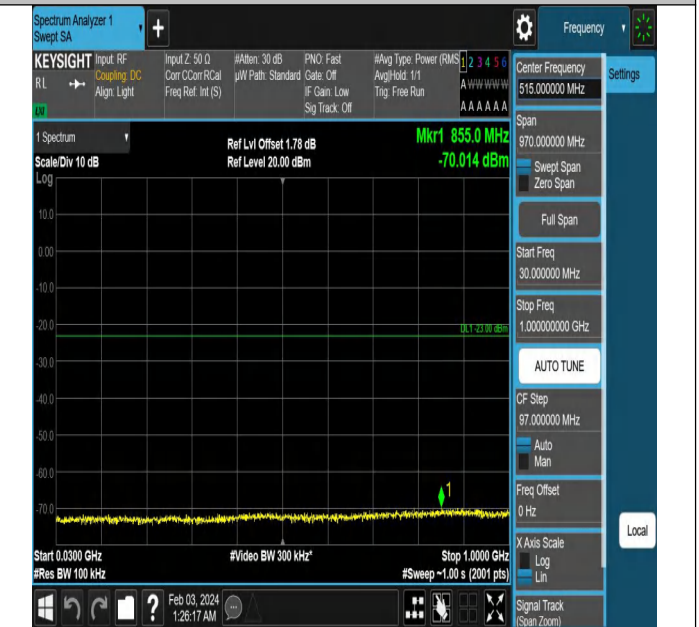 Spectrum Analyzer 1
Swept SA
+
Frequency
KEYSIGHT
RL
Input: RF
Coupling: DC
Align: Light
Input Z: 50 Ω
Corr CCorr RCal
Freq Ref: Int (S)
#Atten: 30 dB
µW Path: Standard
PNO: Fast
Gate: Off
IF Gain: Low
Sig Track: Off
#Avg Type: Power (RMS
Avg|Hold: 1/1
Trig: Free Run
1 2 3 4 5 6
A W W W W W
A A A A A A
1 Spectrum
Scale/Div 10 dB
Log
Ref Lvl Offset 1.78 dB
Ref Level 20.00 dBm
Mkr1 855.0 MHz
-70.014 dBm
10.0
0.00
-10.0
-20.0
DL1 -23.00 dBm
-30.0
-40.0
-50.0
-60.0
-70.0
1
Start 0.0300 GHz
#Res BW 100 kHz
#Video BW 300 kHz*
Stop 1.0000 GHz
#Sweep ~1.00 s (2001 pts)
?
Feb 03, 2024
1:26:17 AM
Center Frequency
515.000000 MHz
Settings
Span
970.000000 MHz
Swept Span
Zero Span
Full Span
Start Freq
30.000000 MHz
Stop Freq
1.000000000 GHz
AUTO TUNE
CF Step
97.000000 MHz
Auto
Man
Freq Offset
0 Hz
X Axis Scale
Log
Lin
Local
Signal Track
(Span Zoom)